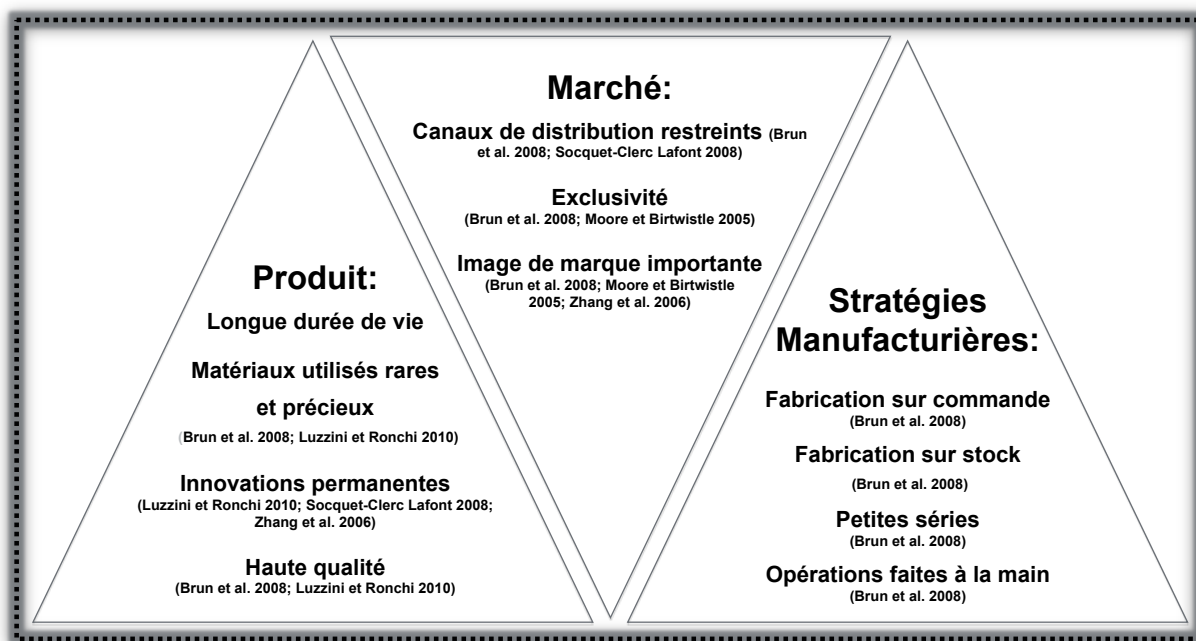 Marché:
Canaux de distribution restreints (Brun
et al. 2008; Socquet-Clerc Lafont 2008)
Exclusivité
(Brun et al. 2008; Moore et Birtwistle 2005)
Image de marque importante
(Brun et al. 2008; Moore et Birtwistle
2005; Zhang et al. 2006)
Produit:
Longue durée de vie
Matériaux utilisés rares
et précieux
(Brun et al. 2008; Luzzini et Ronchi 2010)
Innovations permanentes
(Luzzini et Ronchi 2010; Socquet-Clerc Lafont 2008;
Zhang et al. 2006)
Haute qualité
(Brun et al. 2008; Luzzini et Ronchi 2010)
Stratégies
Manufacturières:
Fabrication sur commande
(Brun et al. 2008)
Fabrication sur stock
(Brun et al. 2008)
Petites séries
(Brun et al. 2008)
Opérations faites à la main
(Brun et al. 2008)